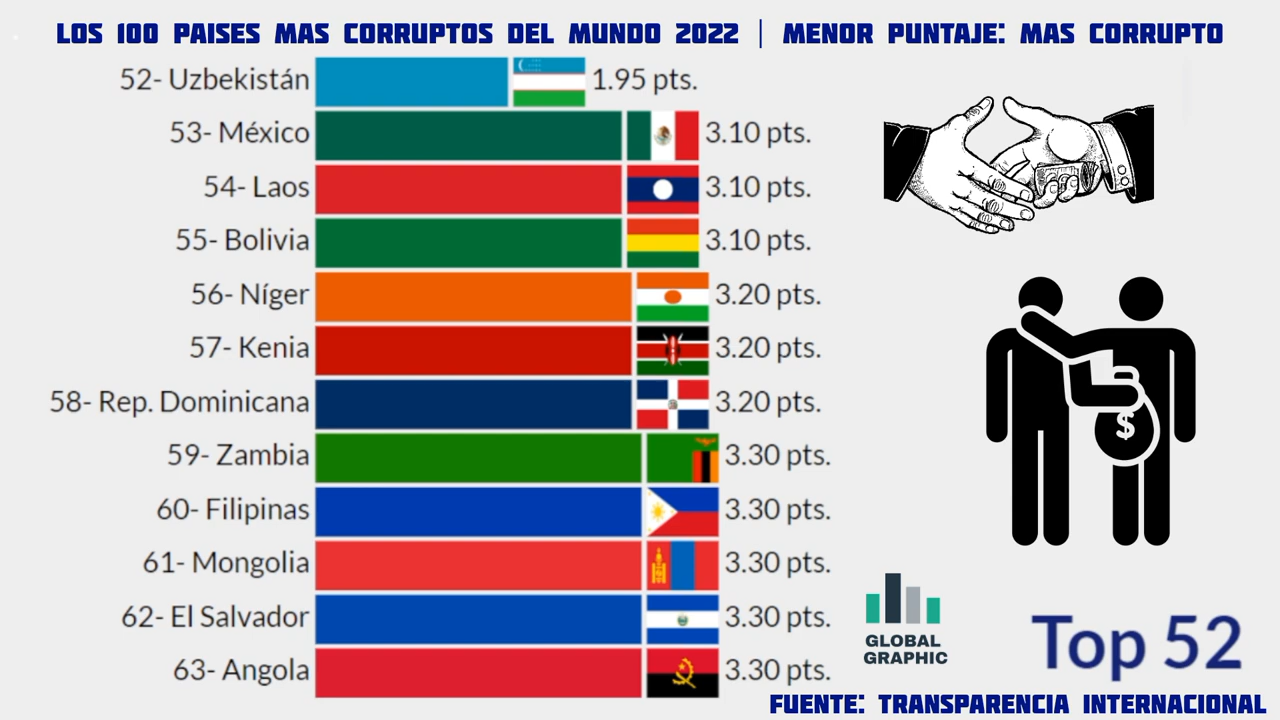 LOS 100 PAISES MAS CORRUPTOS DEL MUNDO 2022 | MENOR PUNTAJE: MAS CORRUPTO
52- Uzbekistán 1.95 pts.
53- México 3.10 pts.
54- Laos 3.10 pts.
55- Bolivia 3.10 pts.
56- Níger 3.20 pts.
57- Kenia 3.20 pts.
58- Rep. Dominicana 3.20 pts.
59- Zambia 3.30 pts.
60- Filipinas 3.30 pts.
61- Mongolia 3.30 pts.
62- El Salvador 3.30 pts.
63- Angola 3.30 pts.
$
GLOBAL
GRAPHIC
Top 52
FUENTE: TRANSPARENCIA INTERNACIONAL